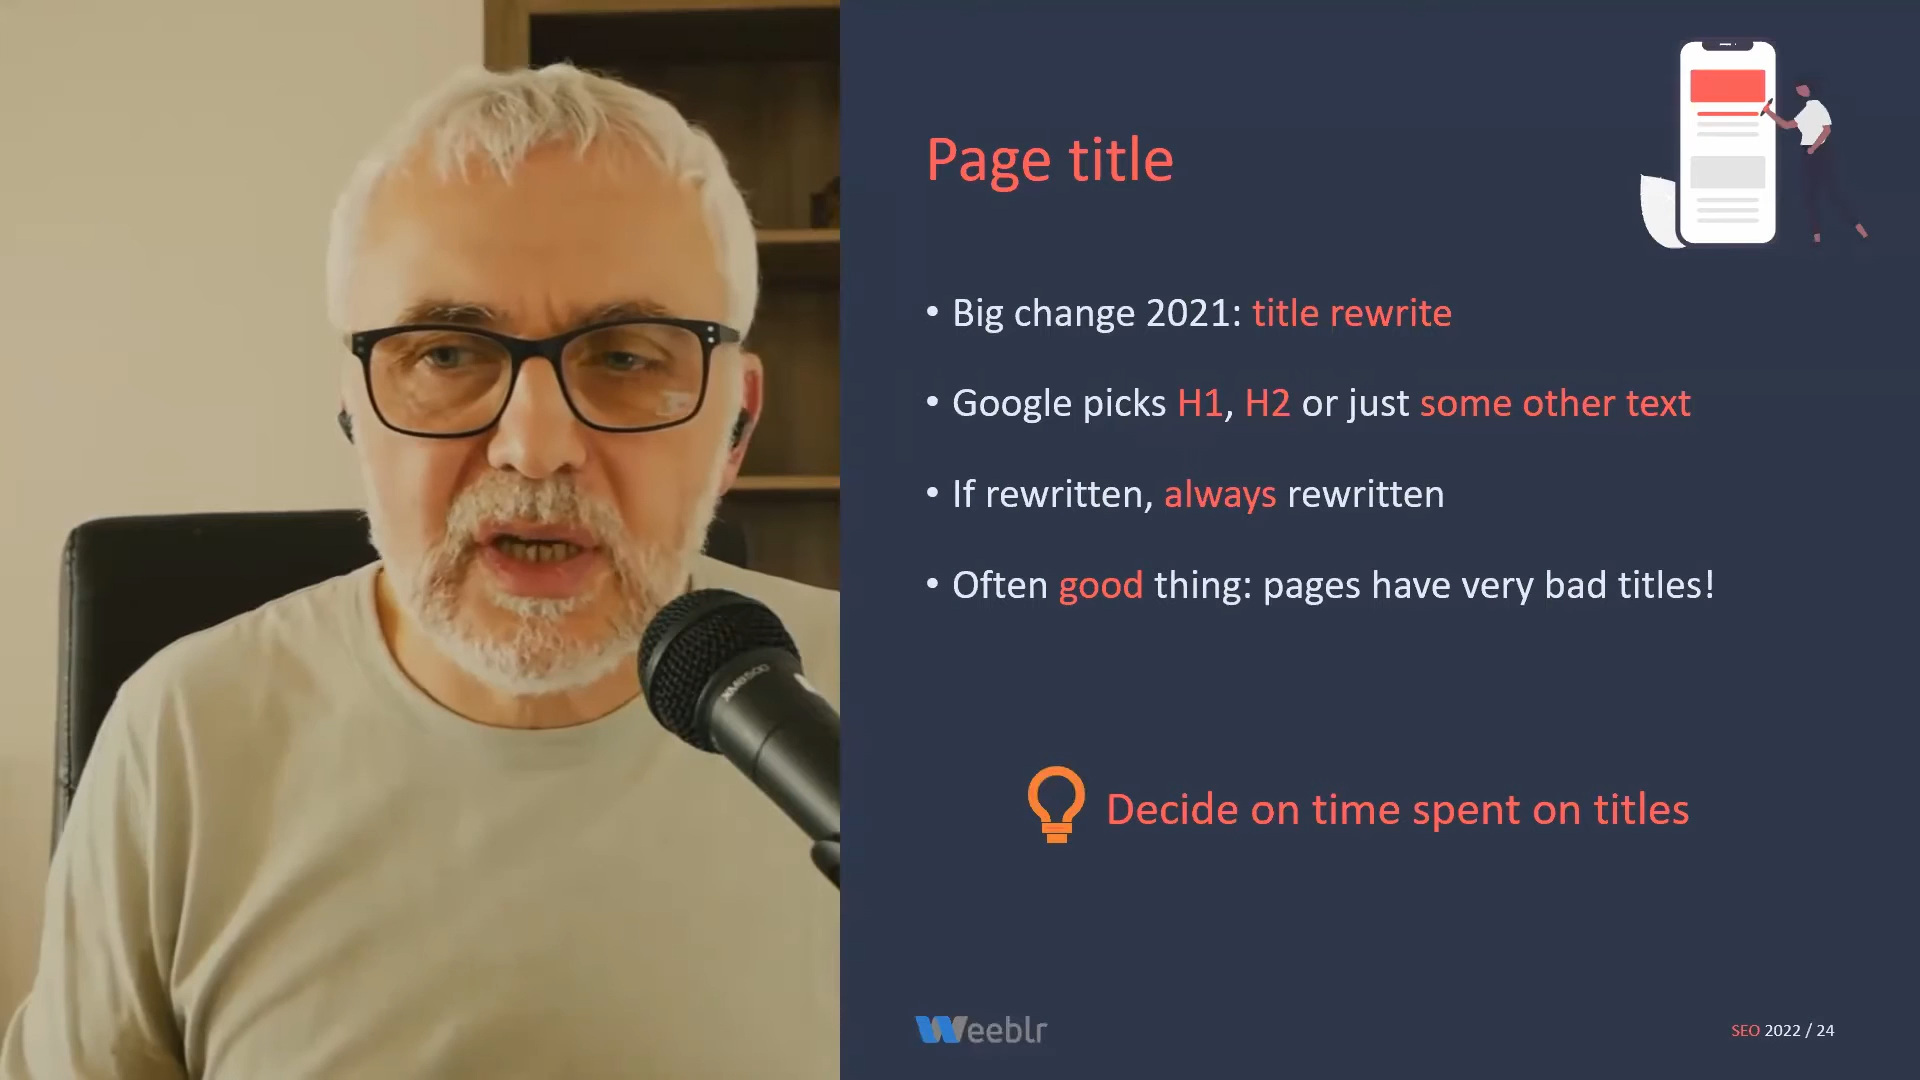 Page title
• Big change 2021: title rewrite
• Google picks H1, H2 or just some other text
• If rewritten, always rewritten
• Often good thing: pages have very bad titles!
Decide on time spent on titles
XM8500
Weeblr
SEO 2022 / 24